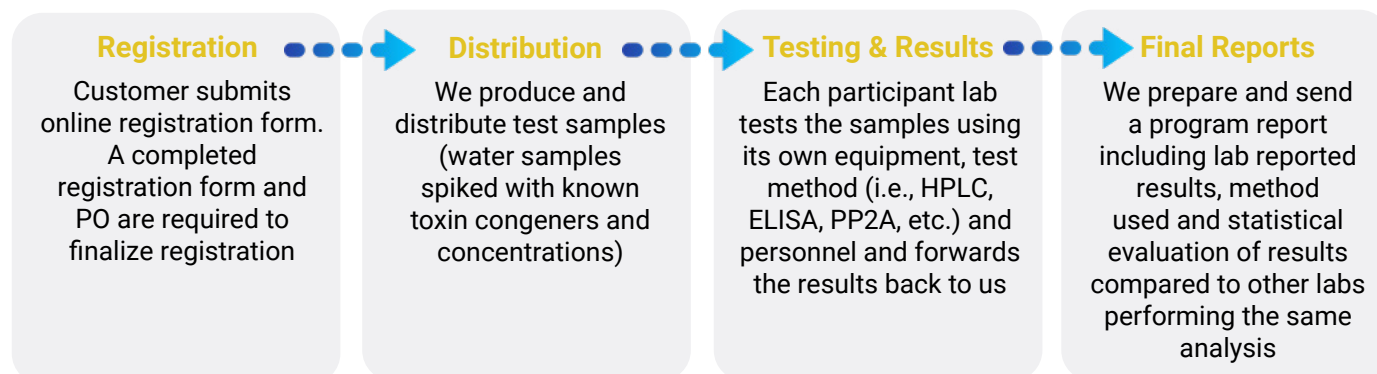 Registration
Customer submits
online registration form.
A completed
registration form and
PO are required to
finalize registration
Distribution
We produce and
distribute test samples
(water samples
spiked with known
toxin congeners and
concentrations)
Testing & Results
Each participant lab
tests the samples using
its own equipment, test
method (i.e., HPLC,
ELISA, PP2A, etc.) and
personnel and forwards
the results back to us
Final Reports
We prepare and send
a program report
including lab reported
results, method
used and statistical
evaluation of results
compared to other labs
performing the same
analysis